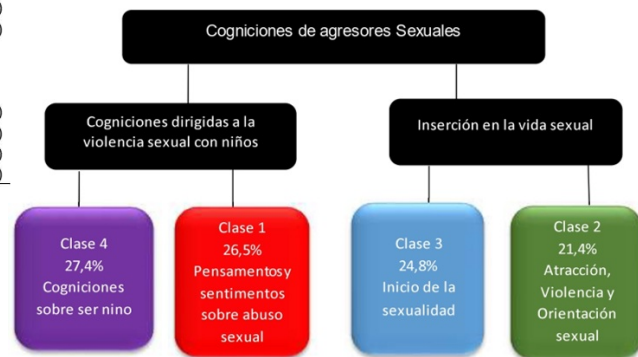 Cogniciones de agresores Sexuales
Cogniciones dirigidas a la
violencia sexual con niños
Inserción en la vida sexual
Clase 4
27,4%
Cogniciones
sobre ser nino
Clase 1
26,5%
Pensamentos y
sentimentos
sobre abuso
sexual
Clase 3
24,8%
Inicio de la
sexualidad
Clase 2
21,4%
Atracción,
Violencia y
Orientación
sexual